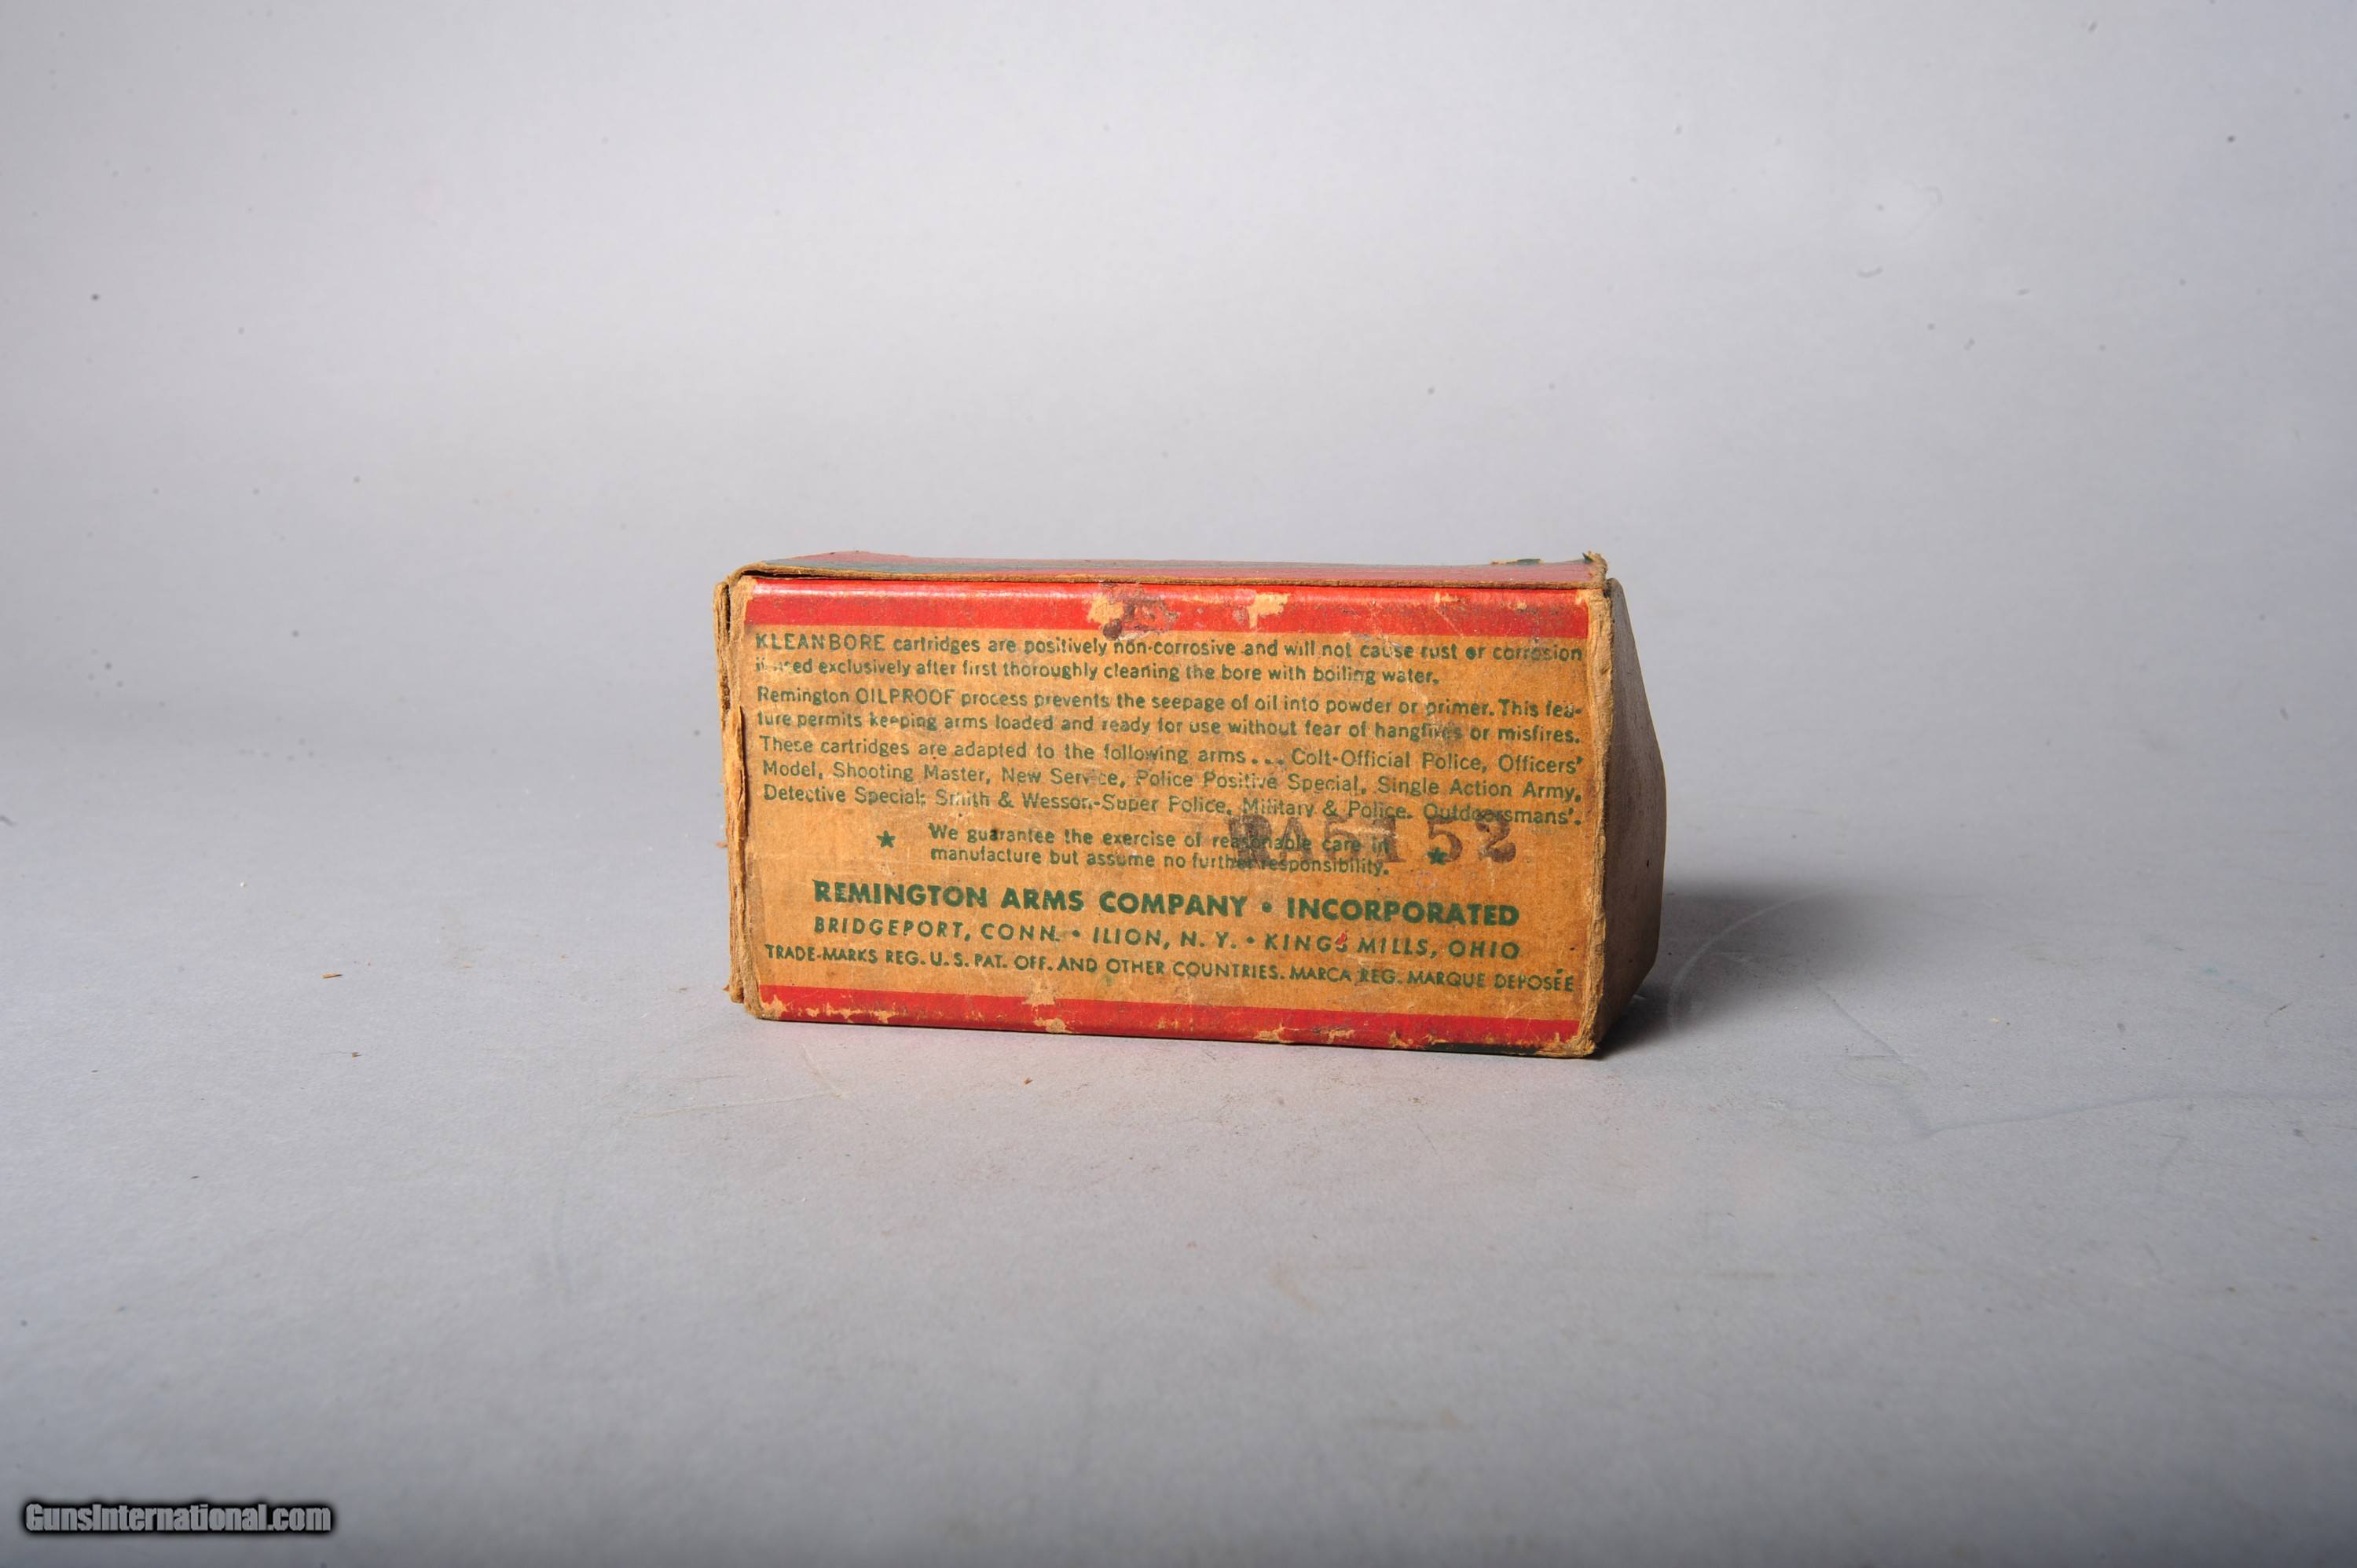 KLEANBORE cartridges are positively non-corrosive and will not cause rust or corrosion
if used exclusively after first thoroughly cleaning the bore with boiling water.
Remington OILPROOF process prevents the seepage of oil into powder or primer. This fea-
ture permits keeping arms loaded and ready for use without fear of hangfires or misfires.
These cartridges are adapted to the following arms... Colt-Official Police, Officers'
Model, Shooting Master, New Service, Police Positive Special, Single Action Army,
Detective Special; Smith & Wesson-Super Police, Military & Police, Outdoorsmans'.
We guarantee the exercise of reasonable care in
manufacture but assume no further responsibility.
52
REMINGTON ARMS COMPANY • INCORPORATED
BRIDGEPORT, CONN. • ILION, N. Y. • KINGS MILLS, OHIO
TRADE-MARKS REG. U. S. PAT. OFF. AND OTHER COUNTRIES. MARCA REG. MARQUE DEPOSÉE
GunsInternational.com